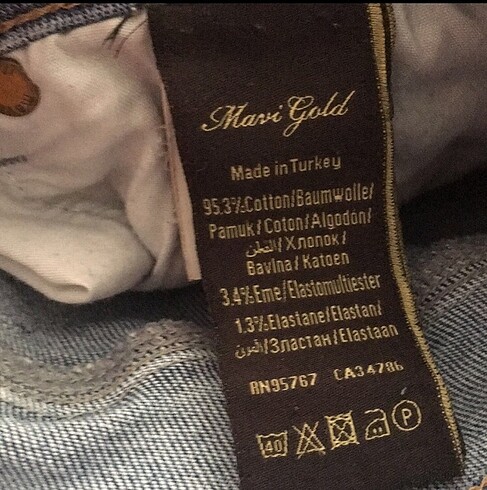 Mavi Gold
Made in Turkey
95,3%Cotton/Baumwolle/
Pamuk/Coton/Algodón/
القطن/Хлопок/
Bavlna/Katoen
3.4%Eme/Elastomultiester
1,3%Elastane/Elastan/
/Эластан/Elastaan
RN95767 CA34786
40 P